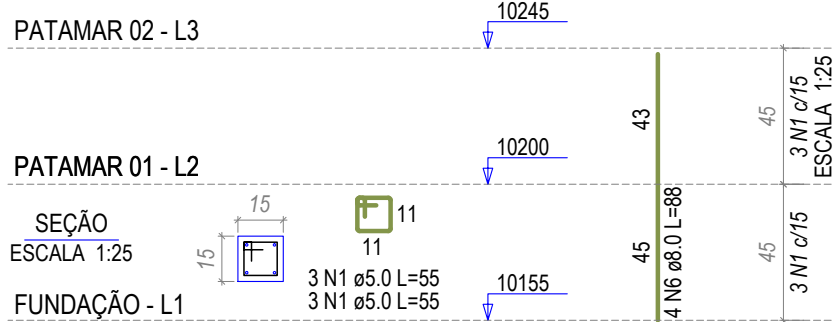 PATAMAR 02 - L3
10245
43
45
3 N1 c/15
ESCALA 1:25
PATAMAR 01 - L2
10200
SEÇÃO
ESCALA 1:25
15
15
11
11
3 N1 ø5.0 L=55
3 N1 ø5.0 L=55
45
4 N6 ø8.0 L=88
45
3 N1 c/15
FUNDAÇÃO - L1
10155